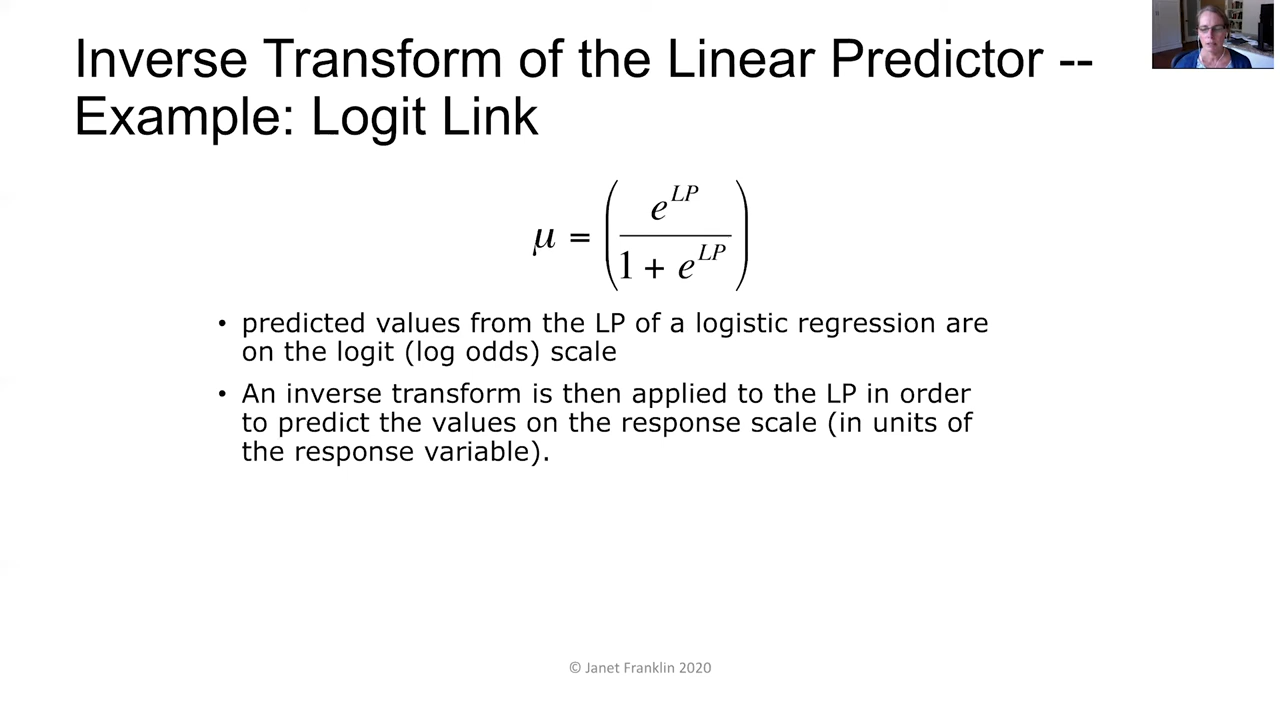 Inverse Transform of the Linear Predictor --
Example: Logit Link
μ = ( e^LP / 1 + e^LP )
• predicted values from the LP of a logistic regression are
on the logit (log odds) scale
• An inverse transform is then applied to the LP in order
to predict the values on the response scale (in units of
the response variable).
© Janet Franklin 2020